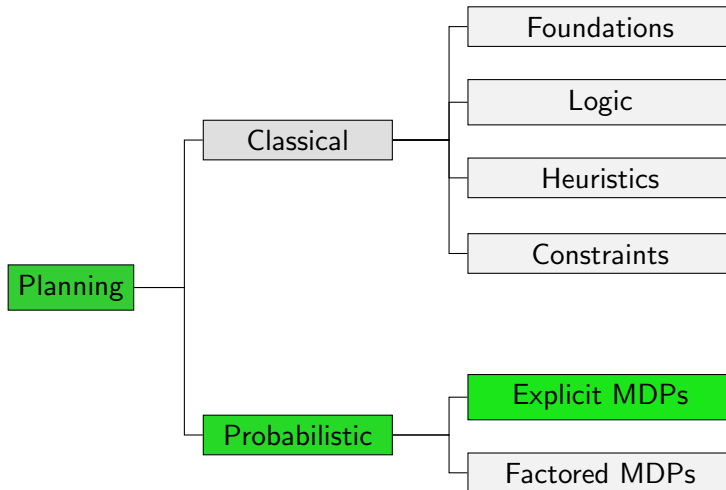 Planning
Classical
Foundations
Logic
Heuristics
Constraints
Probabilistic
Explicit MDPs
Factored MDPs